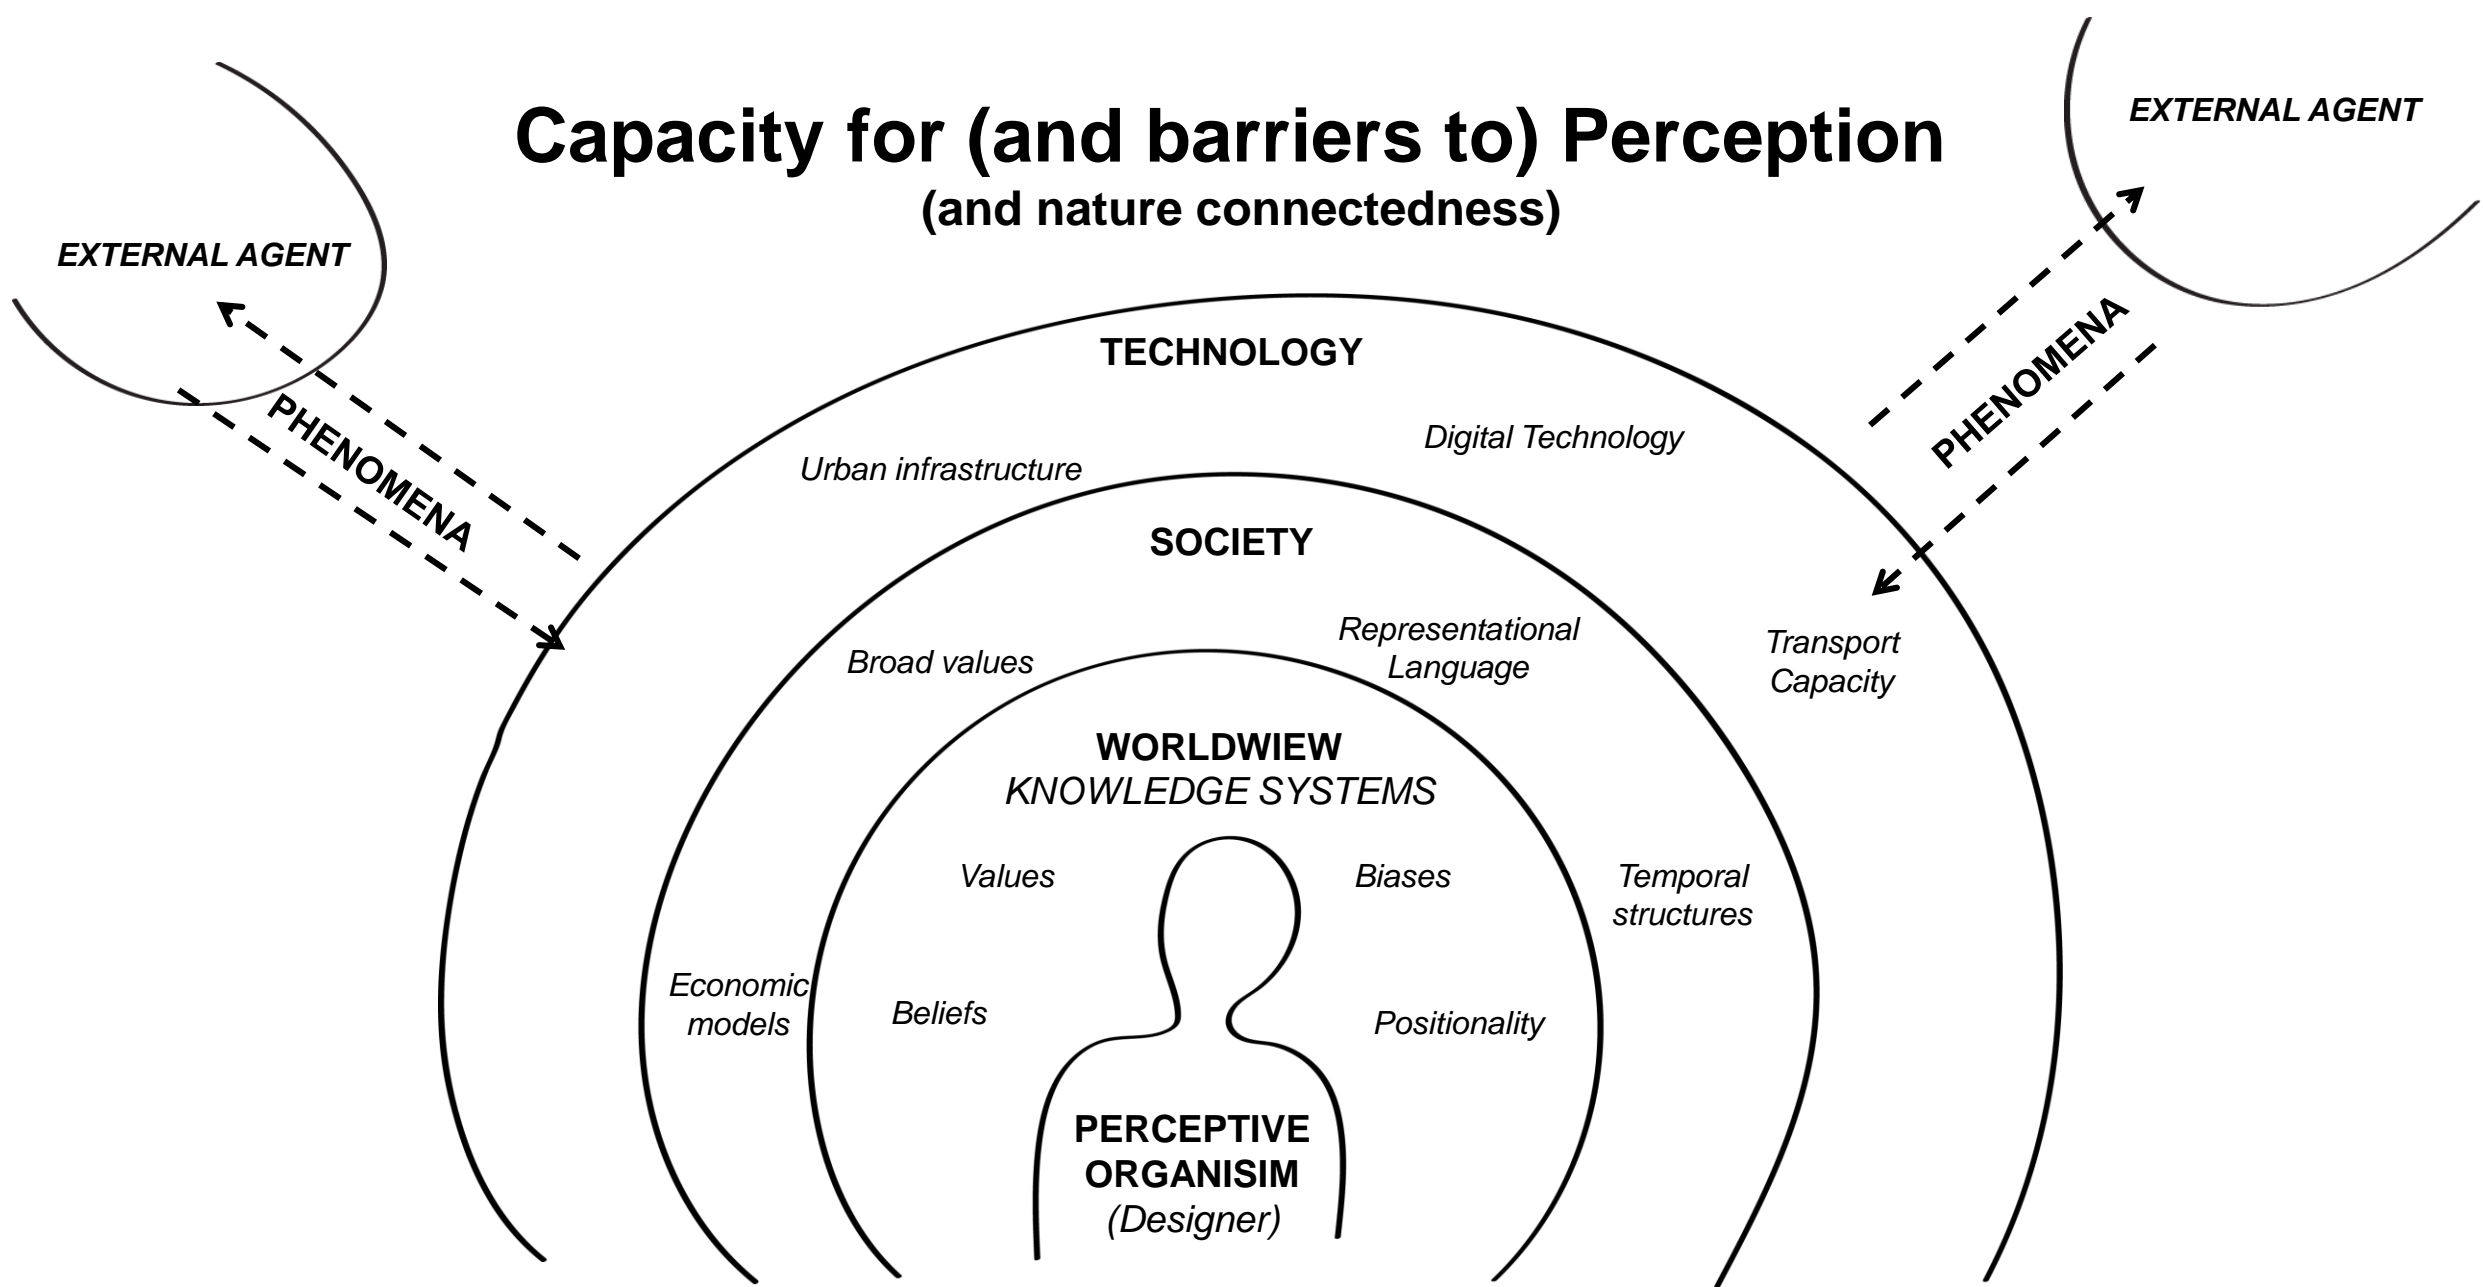 Capacity for (and barriers to) Perception
(and nature connectedness)
EXTERNAL AGENT
EXTERNAL AGENT
PHENOMENA
PHENOMENA
TECHNOLOGY
Digital Technology
Urban infrastructure
SOCIETY
Representational
Language
Broad values
Transport
Capacity
WORLDWIEW
KNOWLEDGE SYSTEMS
Values
Biases
Temporal
structures
Economic
models
Beliefs
Positionality
PERCEPTIVE
ORGANISIM
(Designer)